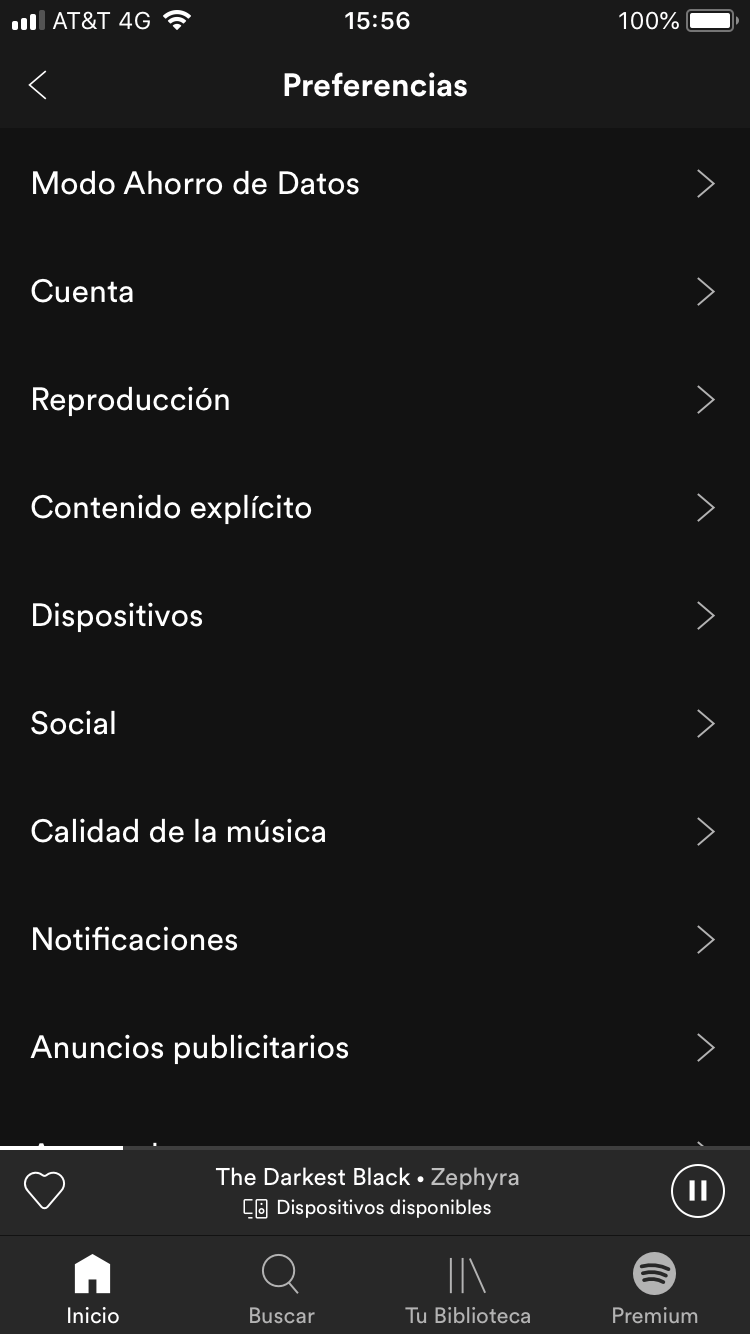 AT&T 4G 15:56 100%
Preferencias
Modo Ahorro de Datos
Cuenta
Reproducción
Contenido explícito
Dispositivos
Social
Calidad de la música
Notificaciones
Anuncios publicitarios
The Darkest Black • Zephyra
Dispositivos disponibles
Inicio Buscar Tu Biblioteca Premium